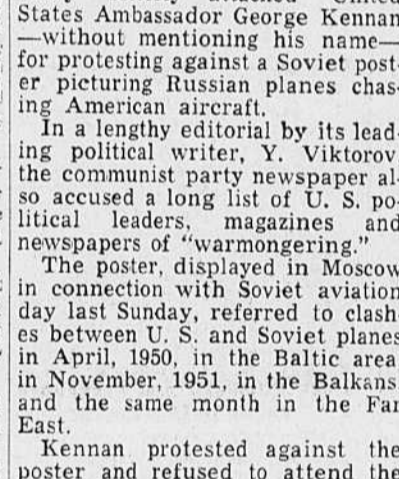 States Ambassador George Kennan
—without mentioning his name—
for protesting against a Soviet post-
er picturing Russian planes chas-
ing American aircraft.
In a lengthy editorial by its lead-
ing political writer, Y. Viktorov
the communist party newspaper al-
so accused a long list of U. S. po-
litical leaders, magazines and
newspapers of "warmongering."
The poster, displayed in Moscow
in connection with Soviet aviation
day last Sunday, referred to clash-
es between U. S. and Soviet planes
in April, 1950, in the Baltic area
in November, 1951, in the Balkans
and the same month in the Far
East.
Kennan protested against the
poster and refused to attend the